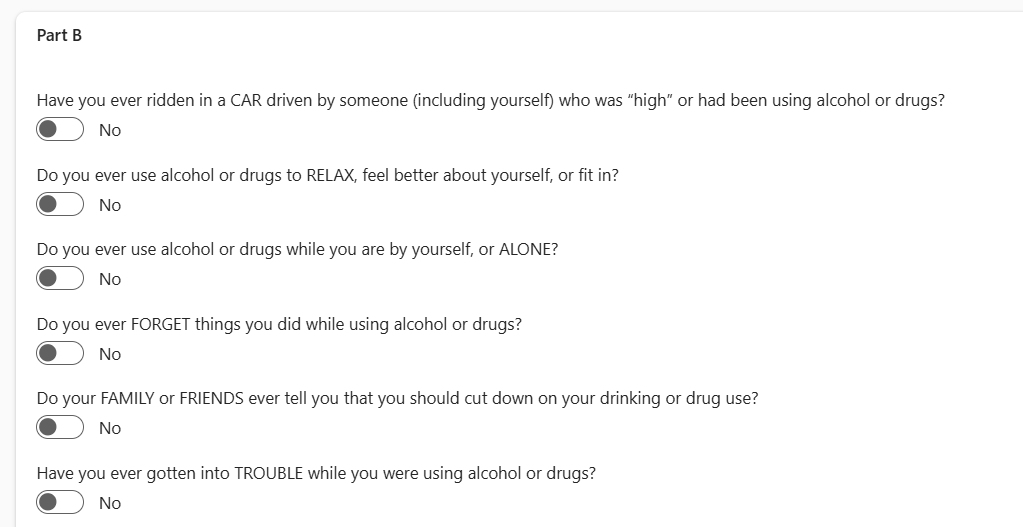 Part B
Have you ever ridden in a CAR driven by someone (including yourself) who was “high” or had been using alcohol or drugs?
No
Do you ever use alcohol or drugs to RELAX, feel better about yourself, or fit in?
No
Do you ever use alcohol or drugs while you are by yourself, or ALONE?
No
Do you ever FORGET things you did while using alcohol or drugs?
No
Do your FAMILY or FRIENDS ever tell you that you should cut down on your drinking or drug use?
No
Have you ever gotten into TROUBLE while you were using alcohol or drugs?
No